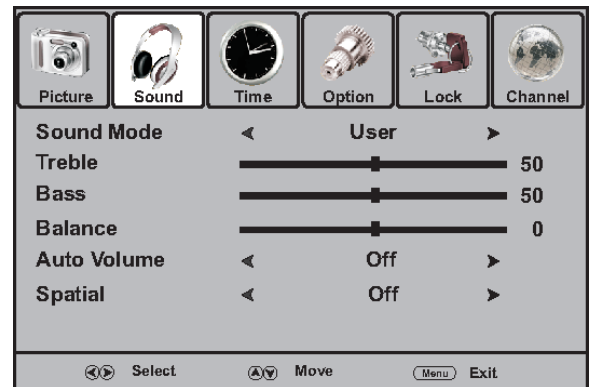 Picture Sound Time Option Lock Channel
Sound Mode User
Treble 50
Bass 50
Balance 0
Auto Volume Off
Spatial Off
Select Move Menu Exit